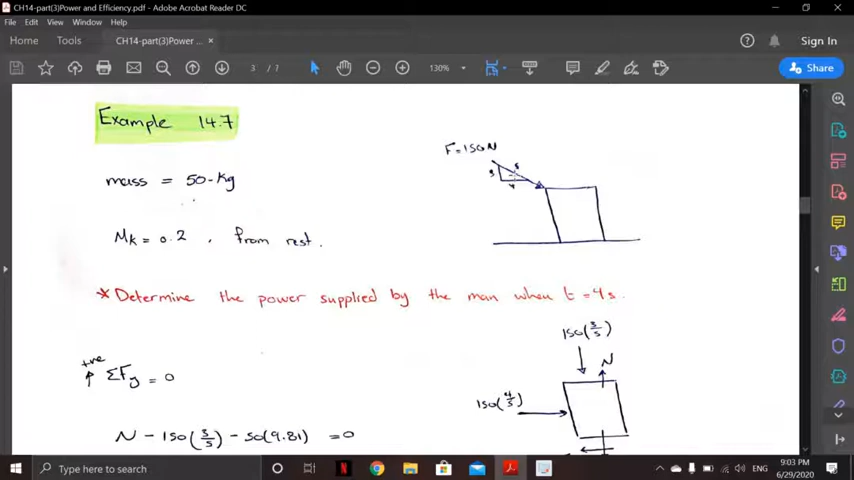 CH14-part(3)Power and Efficiency.pdf - Adobe Acrobat Reader DC
File Edit View Window Help
Home Tools CH14-part(3)Power ... × Sign In
3 / 7 130% Share
Example 14.7
F=150N
3 5
4
mass = 50-kg
Mk = 0.2 , from rest.
* Determine the power supplied by the man when t = 4s.
150(3/5)
+ve
↑ ΣFy = 0
N
150(4/5)
N - 150(3/5) - 50(9.81) = 0
Type here to search
ENG 9:03 PM
6/29/2020